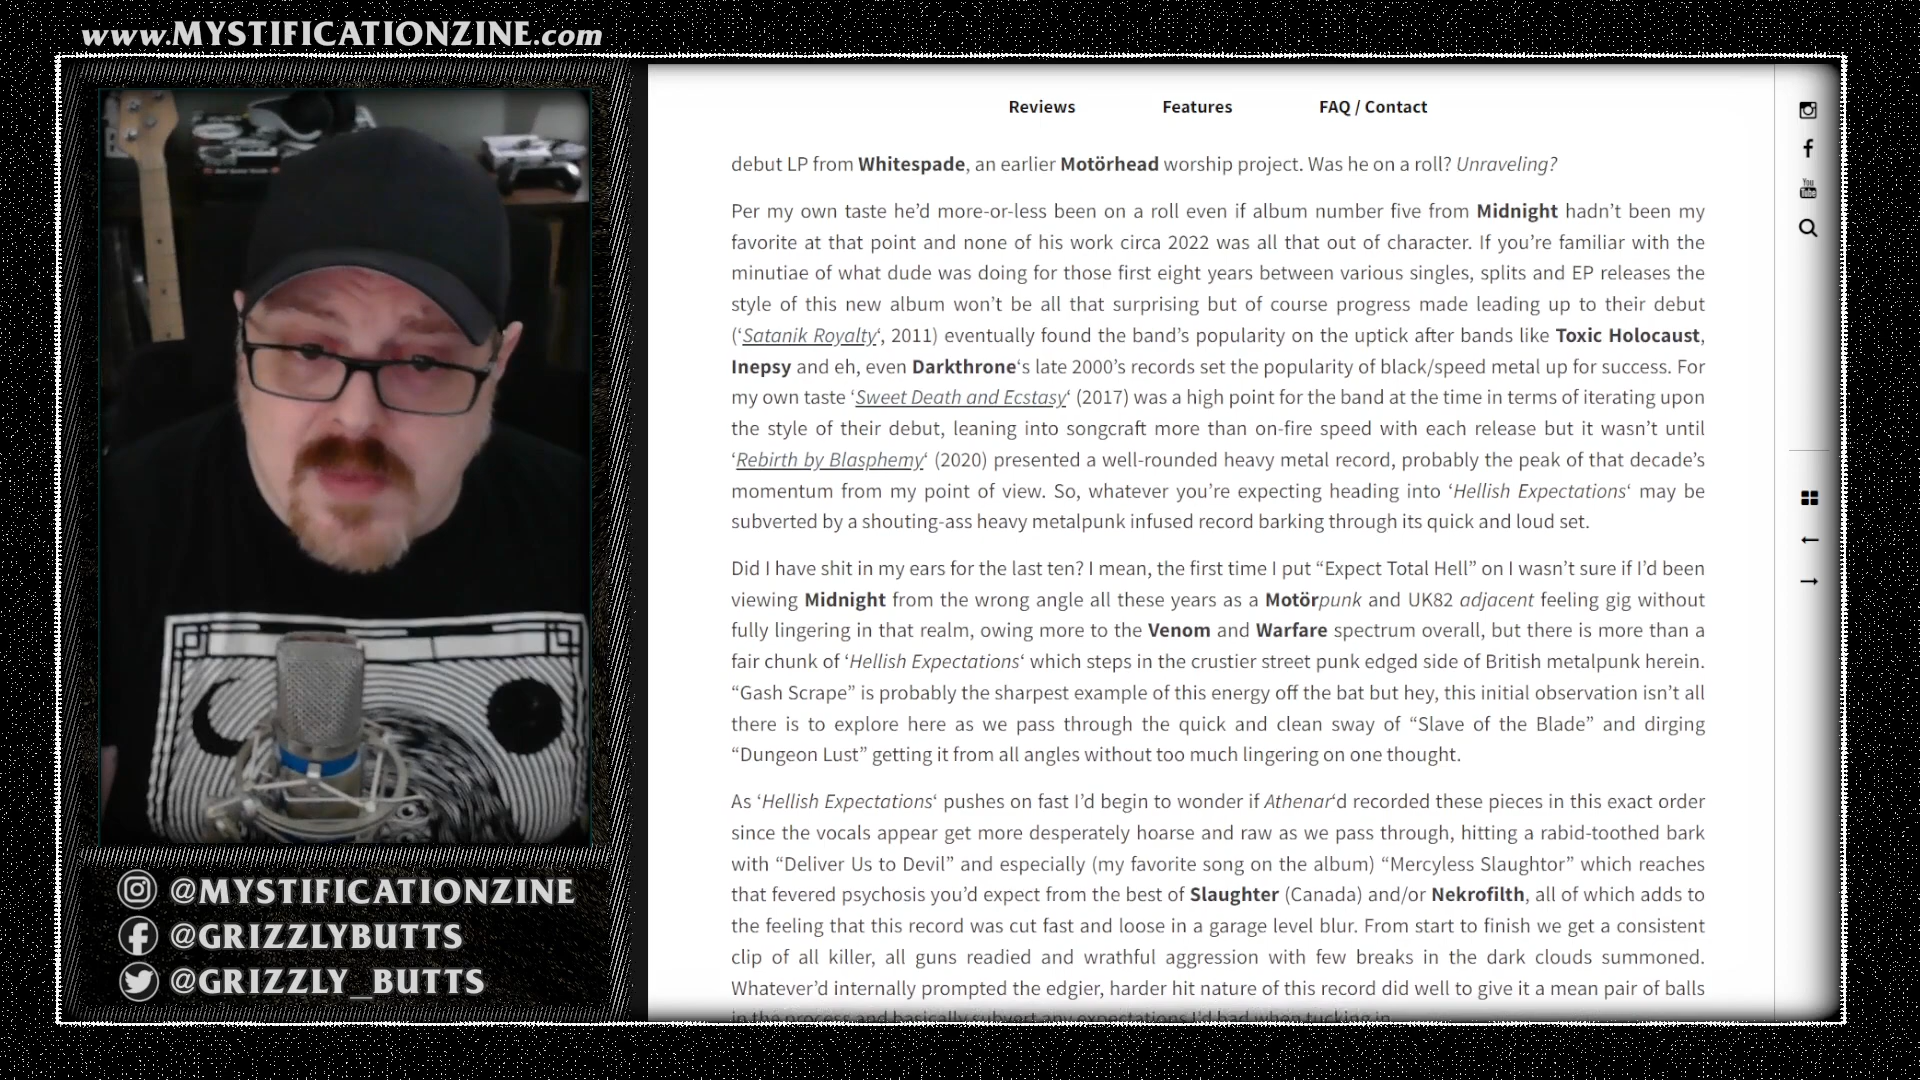 www.MYSTIFICATIONZINE.com
Reviews
Features
FAQ / Contact
debut LP from Whitespade, an earlier Motörhead worship project. Was he on a roll? Unraveling?
Per my own taste he’d more-or-less been on a roll even if album number five from Midnight hadn’t been my
favorite at that point and none of his work circa 2022 was all that out of character. If you’re familiar with the
minutiae of what dude was doing for those first eight years between various singles, splits and EP releases the
style of this new album won’t be all that surprising but of course progress made leading up to their debut
(‘Satanik Royalty‘, 2011) eventually found the band’s popularity on the uptick after bands like Toxic Holocaust,
Inepsy and eh, even Darkthrone‘s late 2000’s records set the popularity of black/speed metal up for success. For
my own taste ‘Sweet Death and Ecstasy‘ (2017) was a high point for the band at the time in terms of iterating upon
the style of their debut, leaning into songcraft more than on-fire speed with each release but it wasn’t until
‘Rebirth by Blasphemy‘ (2020) presented a well-rounded heavy metal record, probably the peak of that decade’s
momentum from my point of view. So, whatever you’re expecting heading into ‘Hellish Expectations‘ may be
subverted by a shouting-ass heavy metalpunk infused record barking through its quick and loud set.
Did I have shit in my ears for the last ten? I mean, the first time I put “Expect Total Hell” on I wasn’t sure if I’d been
viewing Midnight from the wrong angle all these years as a Motörpunk and UK82 adjacent feeling gig without
fully lingering in that realm, owing more to the Venom and Warfare spectrum overall, but there is more than a
fair chunk of ‘Hellish Expectations‘ which steps in the crustier street punk edged side of British metalpunk herein.
“Gash Scrape” is probably the sharpest example of this energy off the bat but hey, this initial observation isn’t all
there is to explore here as we pass through the quick and clean sway of “Slave of the Blade” and dirging
“Dungeon Lust” getting it from all angles without too much lingering on one thought.
As ‘Hellish Expectations‘ pushes on fast I’d begin to wonder if Athenar‘d recorded these pieces in this exact order
since the vocals appear get more desperately hoarse and raw as we pass through, hitting a rabid-toothed bark
with “Deliver Us to Devil” and especially (my favorite song on the album) “Mercyless Slaughtor” which reaches
that fevered psychosis you’d expect from the best of Slaughter (Canada) and/or Nekrofilth, all of which adds to
the feeling that this record was cut fast and loose in a garage level blur. From start to finish we get a consistent
clip of all killer, all guns readied and wrathful aggression with few breaks in the dark clouds summoned.
Whatever’d internally prompted the edgier, harder hit nature of this record did well to give it a mean pair of balls
in the process and basically subvert any expectations I’d had when tucking in.
You Tube
@MYSTIFICATIONZINE
@GRIZZLYBUTTS
@GRIZZLY_BUTTS